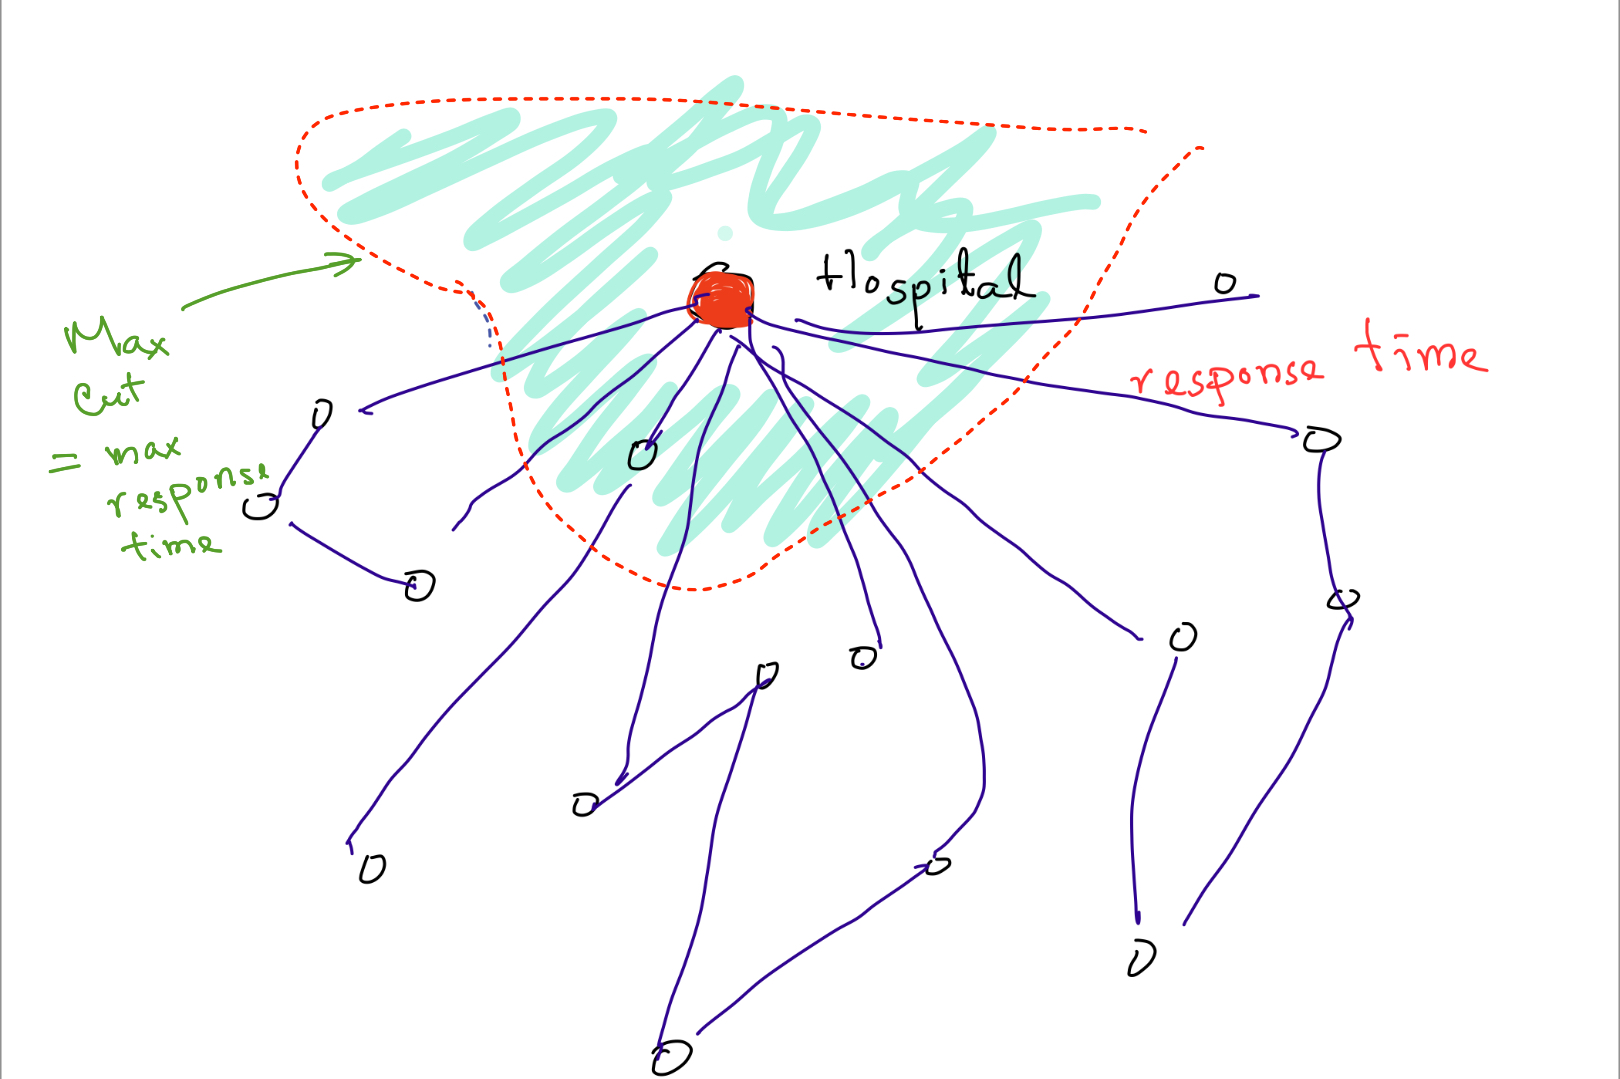 Hospital
response time
Max
cut
= max
response
time